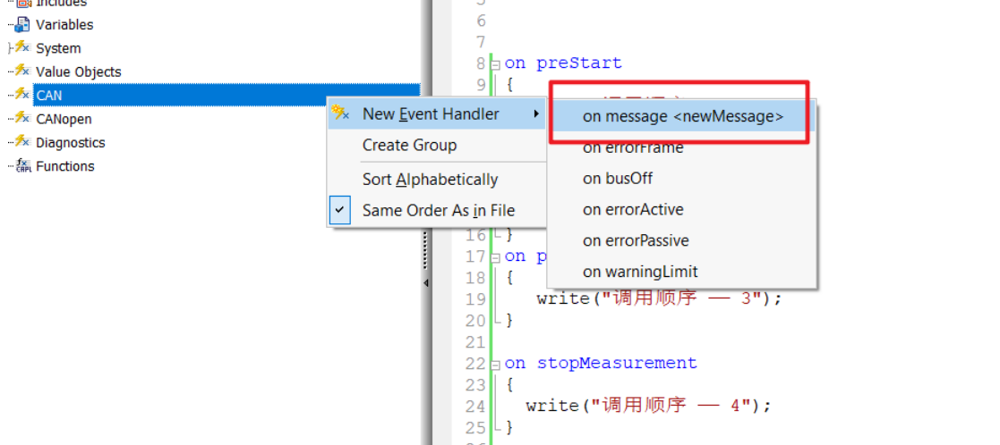 Includes
Variables
System
Value Objects
CAN
CANopen
Diagnostics
Functions
New Event Handler
Create Group
Sort Alphabetically
Same Order As in File
on message <newMessage>
on errorFrame
on busOff
on errorActive
on errorPassive
on warningLimit
5
6
7
8 on preStart
9 {
16 }
17 on p
18 {
19 write("调用顺序 — 3");
20 }
21
22 on stopMeasurement
23 {
24 write("调用顺序 — 4");
25 }
26